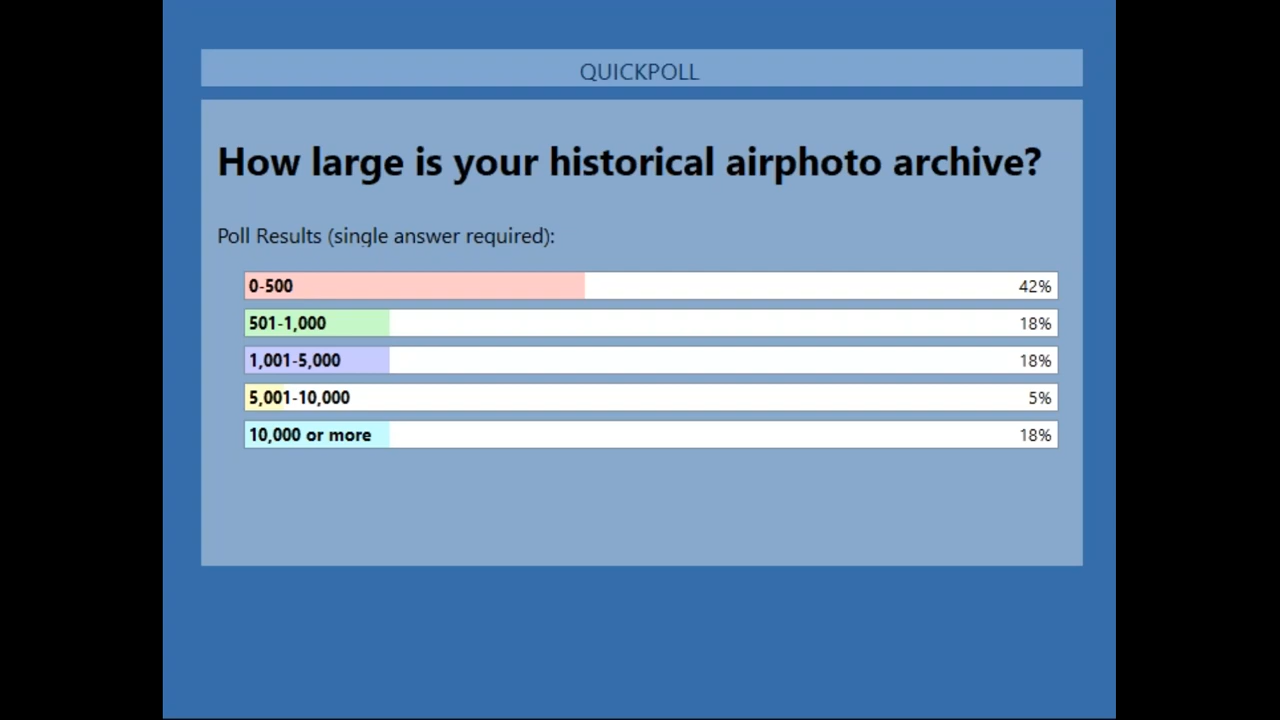 QUICKPOLL
How large is your historical airphoto archive?
Poll Results (single answer required):
0-500 42%
501-1,000 18%
1,001-5,000 18%
5,001-10,000 5%
10,000 or more 18%